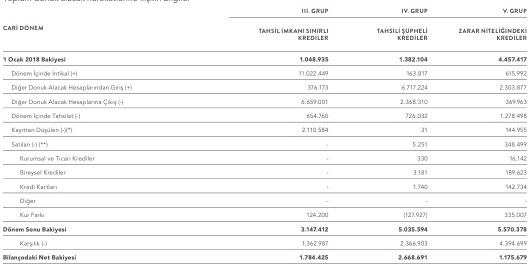 III. GRUP IV. GRUP V. GRUP
CARİ DÖNEM TAHSİL İMKANI SINIRLI KREDİLER TAHSİLİ ŞÜPHELİ KREDİLER ZARAR NİTELİĞİNDEKİ KREDİLER
1 Ocak 2018 Bakiyesi 1.048.935 1.382.104 4.457.417
Dönem İçinde İntikal (+) 11.022.449 163.817 615.992
Diğer Donuk Alacak Hesaplarından Giriş (+) 376.173 6.717.224 2.303.877
Diğer Donuk Alacak Hesaplarına Çıkış (-) 6.659.001 2.368.310 369.963
Dönem İçinde Tahsilat (-) 654.760 726.032 1.278.498
Kayıttan Düşülen (-)(*) 2.110.584 31 144.955
Satılan (-) (**) - 5.251 348.499
Kurumsal ve Ticari Krediler - 330 16.142
Bireysel Krediler - 3.181 189.623
Kredi Kartları - 1.740 142.734
Diğer - - -
Kur Farkı 124.200 (127.927) 335.007
Dönem Sonu Bakiyesi 3.147.412 5.035.594 5.570.378
Karşılık (-) 1.362.987 2.366.903 4.394.699
Bilançodaki Net Bakiyesi 1.784.425 2.668.691 1.175.679